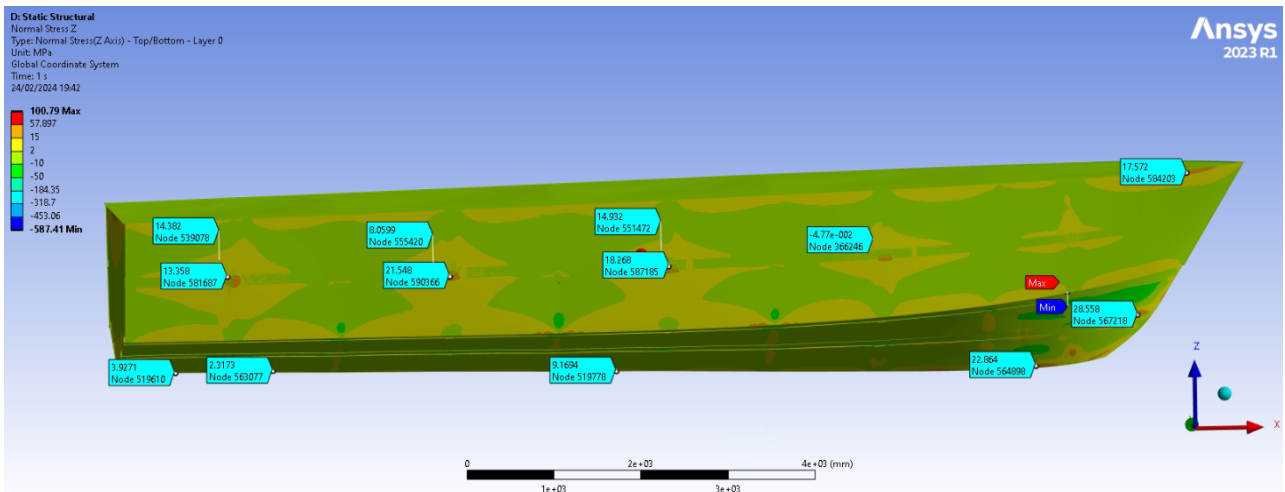 D: Static Structural
Normal Stress Z
Type: Normal Stress(Z Axis) - Top/Bottom - Layer 0
Unit: MPa
Global Coordinate System
Time: 1 s
24/02/2024 19:42
Ansys
2023 R1
100.79 Max
57.897
15
2
-10
-50
-184.35
-318.7
-453.06
-587.41 Min
17.572
Node 584203
14.382
Node 539078
8.0599
Node 555420
14.932
Node 551472
-4.77e-002
Node 366246
13.358
Node 581687
21.548
Node 590366
18.268
Node 587185
Max
Min
28.558
Node 567218
3.9271
Node 519610
2.3173
Node 563077
9.1694
Node 519778
22.864
Node 564898
Z
X
0
2e+03
4e+03 (mm)
1e+03
3e+03